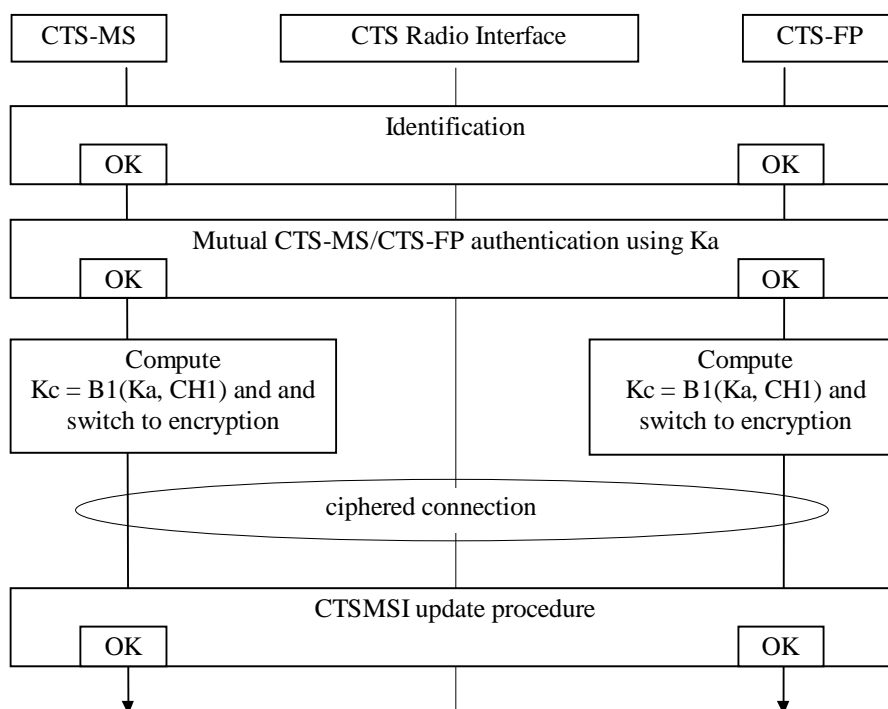 CTS-MS
CTS Radio Interface
CTS-FP
Identification
OK
OK
Mutual CTS-MS/CTS-FP authentication using Ka
OK
OK
Compute
Kc = B1(Ka, CH1) and and
switch to encryption
Compute
Kc = B1(Ka, CH1) and
switch to encryption
ciphered connection
CTSMSI update procedure
OK
OK